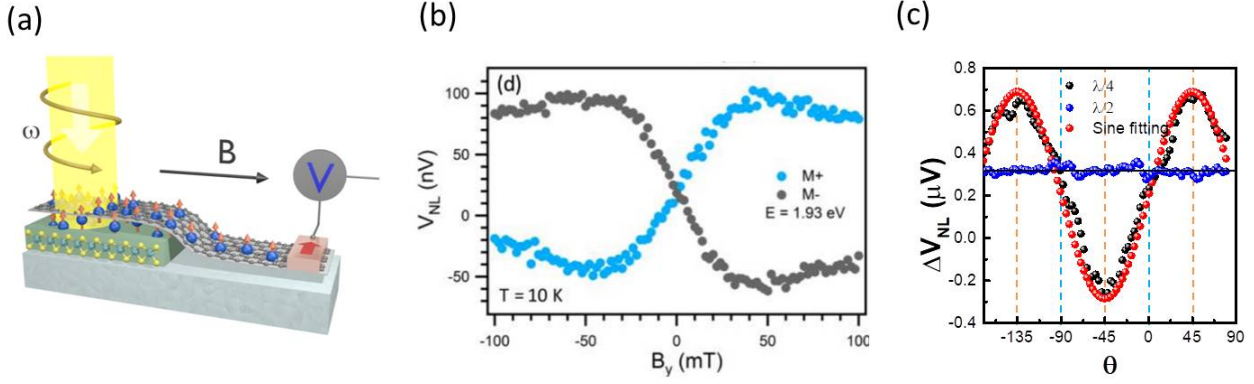 (a)
ω
B
V
(b)
(d)
V_NL (nV)
100
50
0
-50
M+
M-
E = 1.93 eV
T = 10 K
-100
-50
0
50
100
B_y (mT)
(c)
ΔV_NL (μV)
0.8
0.6
0.4
0.2
0.0
-0.2
-0.4
λ/4
λ/2
Sine fitting
-135
-90
-45
0
45
90
θ